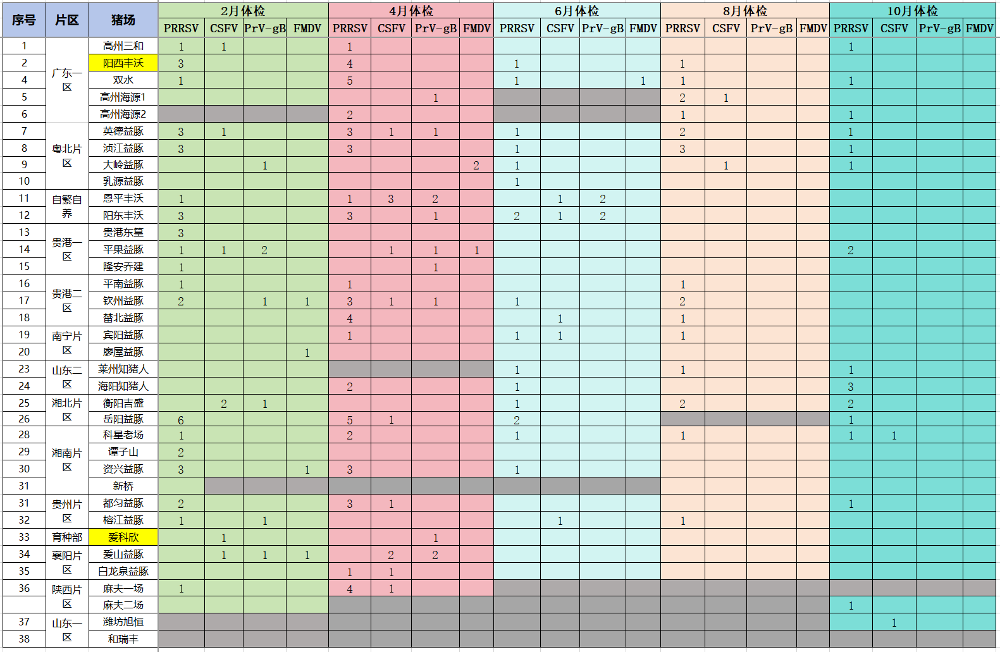 序号 片区 猪场 2月体检 4月体检 6月体检 8月体检 10月体检
PRRSV CSFV PrV-gB FMDV PRRSV CSFV PrV-gB FMDV PRRSV CSFV PrV-gB FMDV PRRSV CSFV PrV-gB FMDV PRRSV CSFV PrV-gB FMDV
1 广东一区 高州三和 1 1 1 1
2 阳西丰沃 3 4 1 1
4 双水 1 5 1 1 1 1
5 高州海源1 1 2 1
6 高州海源2 2 1 1
7 粤北片区 英德益豚 3 1 3 1 1 1 2 1
8 浈江益豚 3 3 1 3 1
9 大岭益豚 1 2 1 1 1
10 乳源益豚 1
11 自繁自养 恩平丰沃 1 1 3 2 1 2
12 阳东丰沃 3 3 1 2 1 2
13 贵港一区 贵港东篁 3
14 平果益豚 1 1 2 1 1 1 2
15 隆安乔建 1 1
16 贵港二区 平南益豚 1 1 1
17 钦州益豚 2 1 1 3 1 1 1 2
18 邕北益豚 4 1 1
19 南宁片区 宾阳益豚 1 1 1 1
20 廖屋益豚 1
23 山东二区 莱州知猪人 1 1 1
24 海阳知猪人 2 1 3
25 湘北片区 衡阳吉盛 2 1 1 2 2
26 岳阳益豚 6 5 1 2 1
28 湘南片区 科星老场 1 2 1 1 1 1
29 谭子山 2
30 资兴益豚 3 1 3 1
31 新桥
31 贵州片区 都匀益豚 2 3 1 1
32 榕江益豚 1 1 1 1
33 育种部 爱科欣 1 1
34 襄阳片区 爱山益豚 1 1 1 2 2
35 白龙泉益豚 1 1
36 陕西片区 麻夫一场 1 4 1
麻夫二场 1
37 山东一区 潍坊旭恒 1
38 和瑞丰